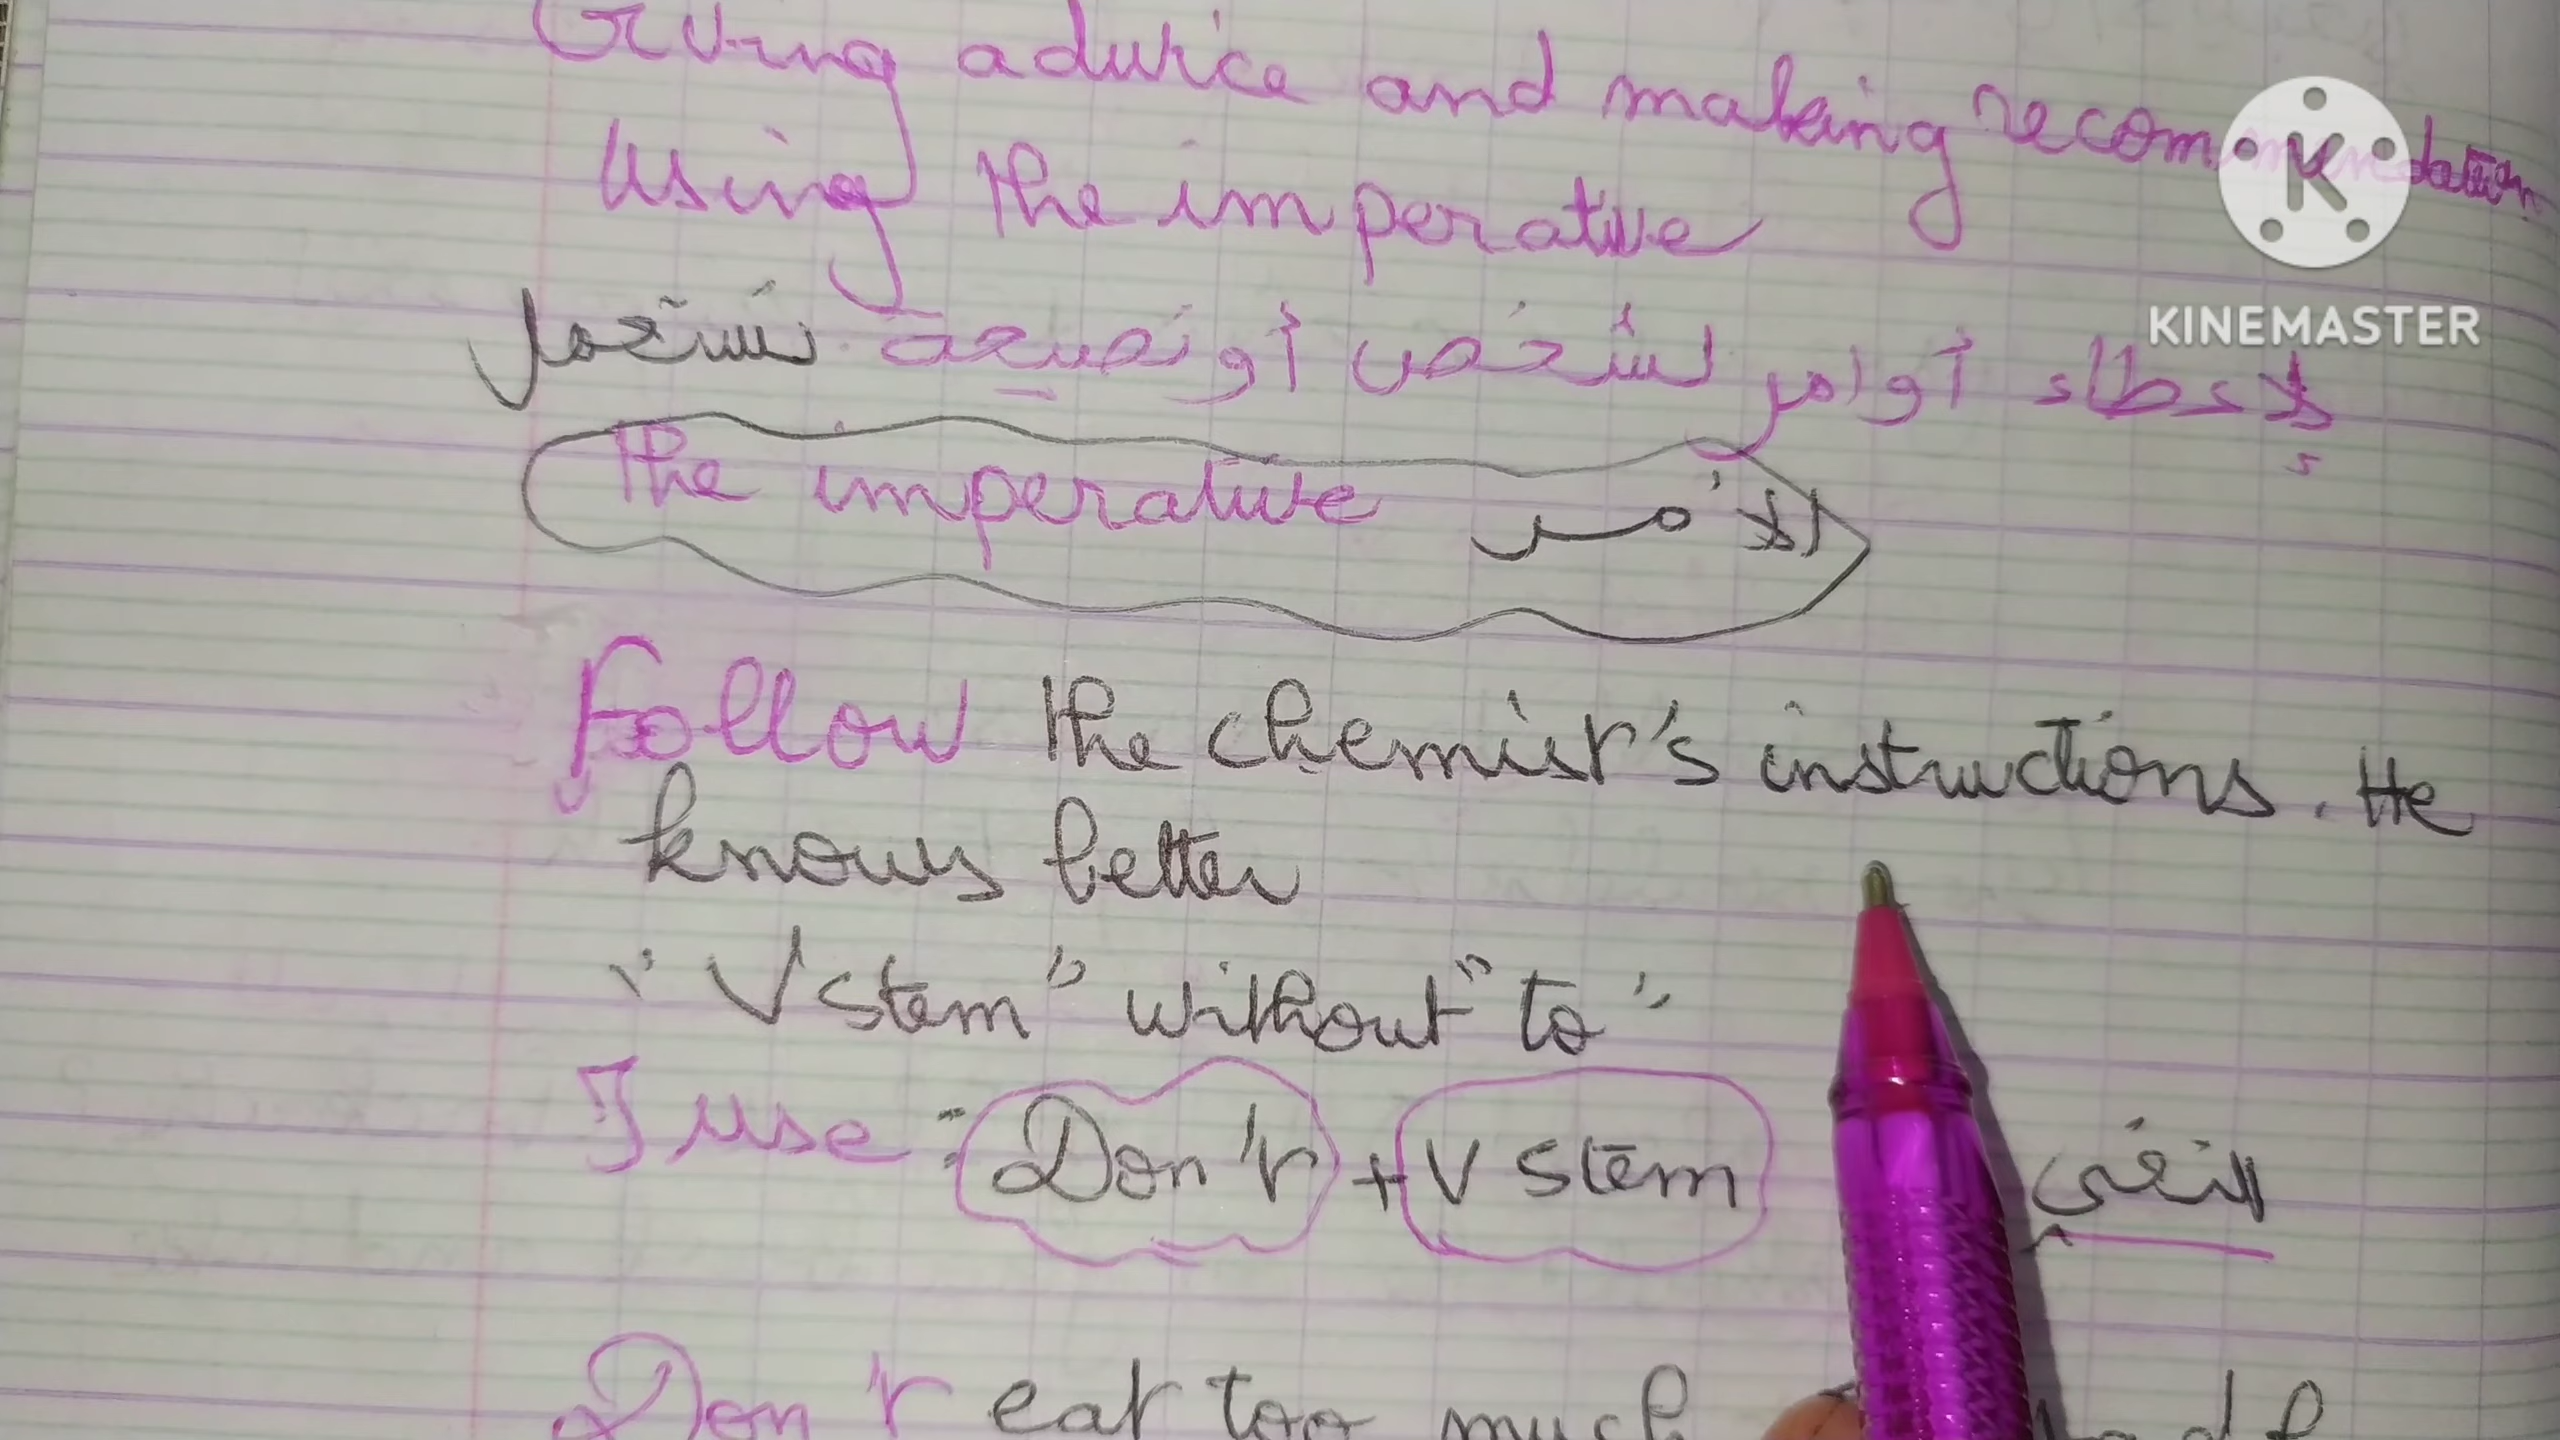 Giving advice and making recommendation
Using the imperative
لإعطاء أوامر لشخص أو نصيحة نستعمل
the imperative الأمر
Follow the chemist's instructions. He
knows better
"V stem" without "to"
I use: Don't + V stem النفي
Don't eat too much
KINEMASTER